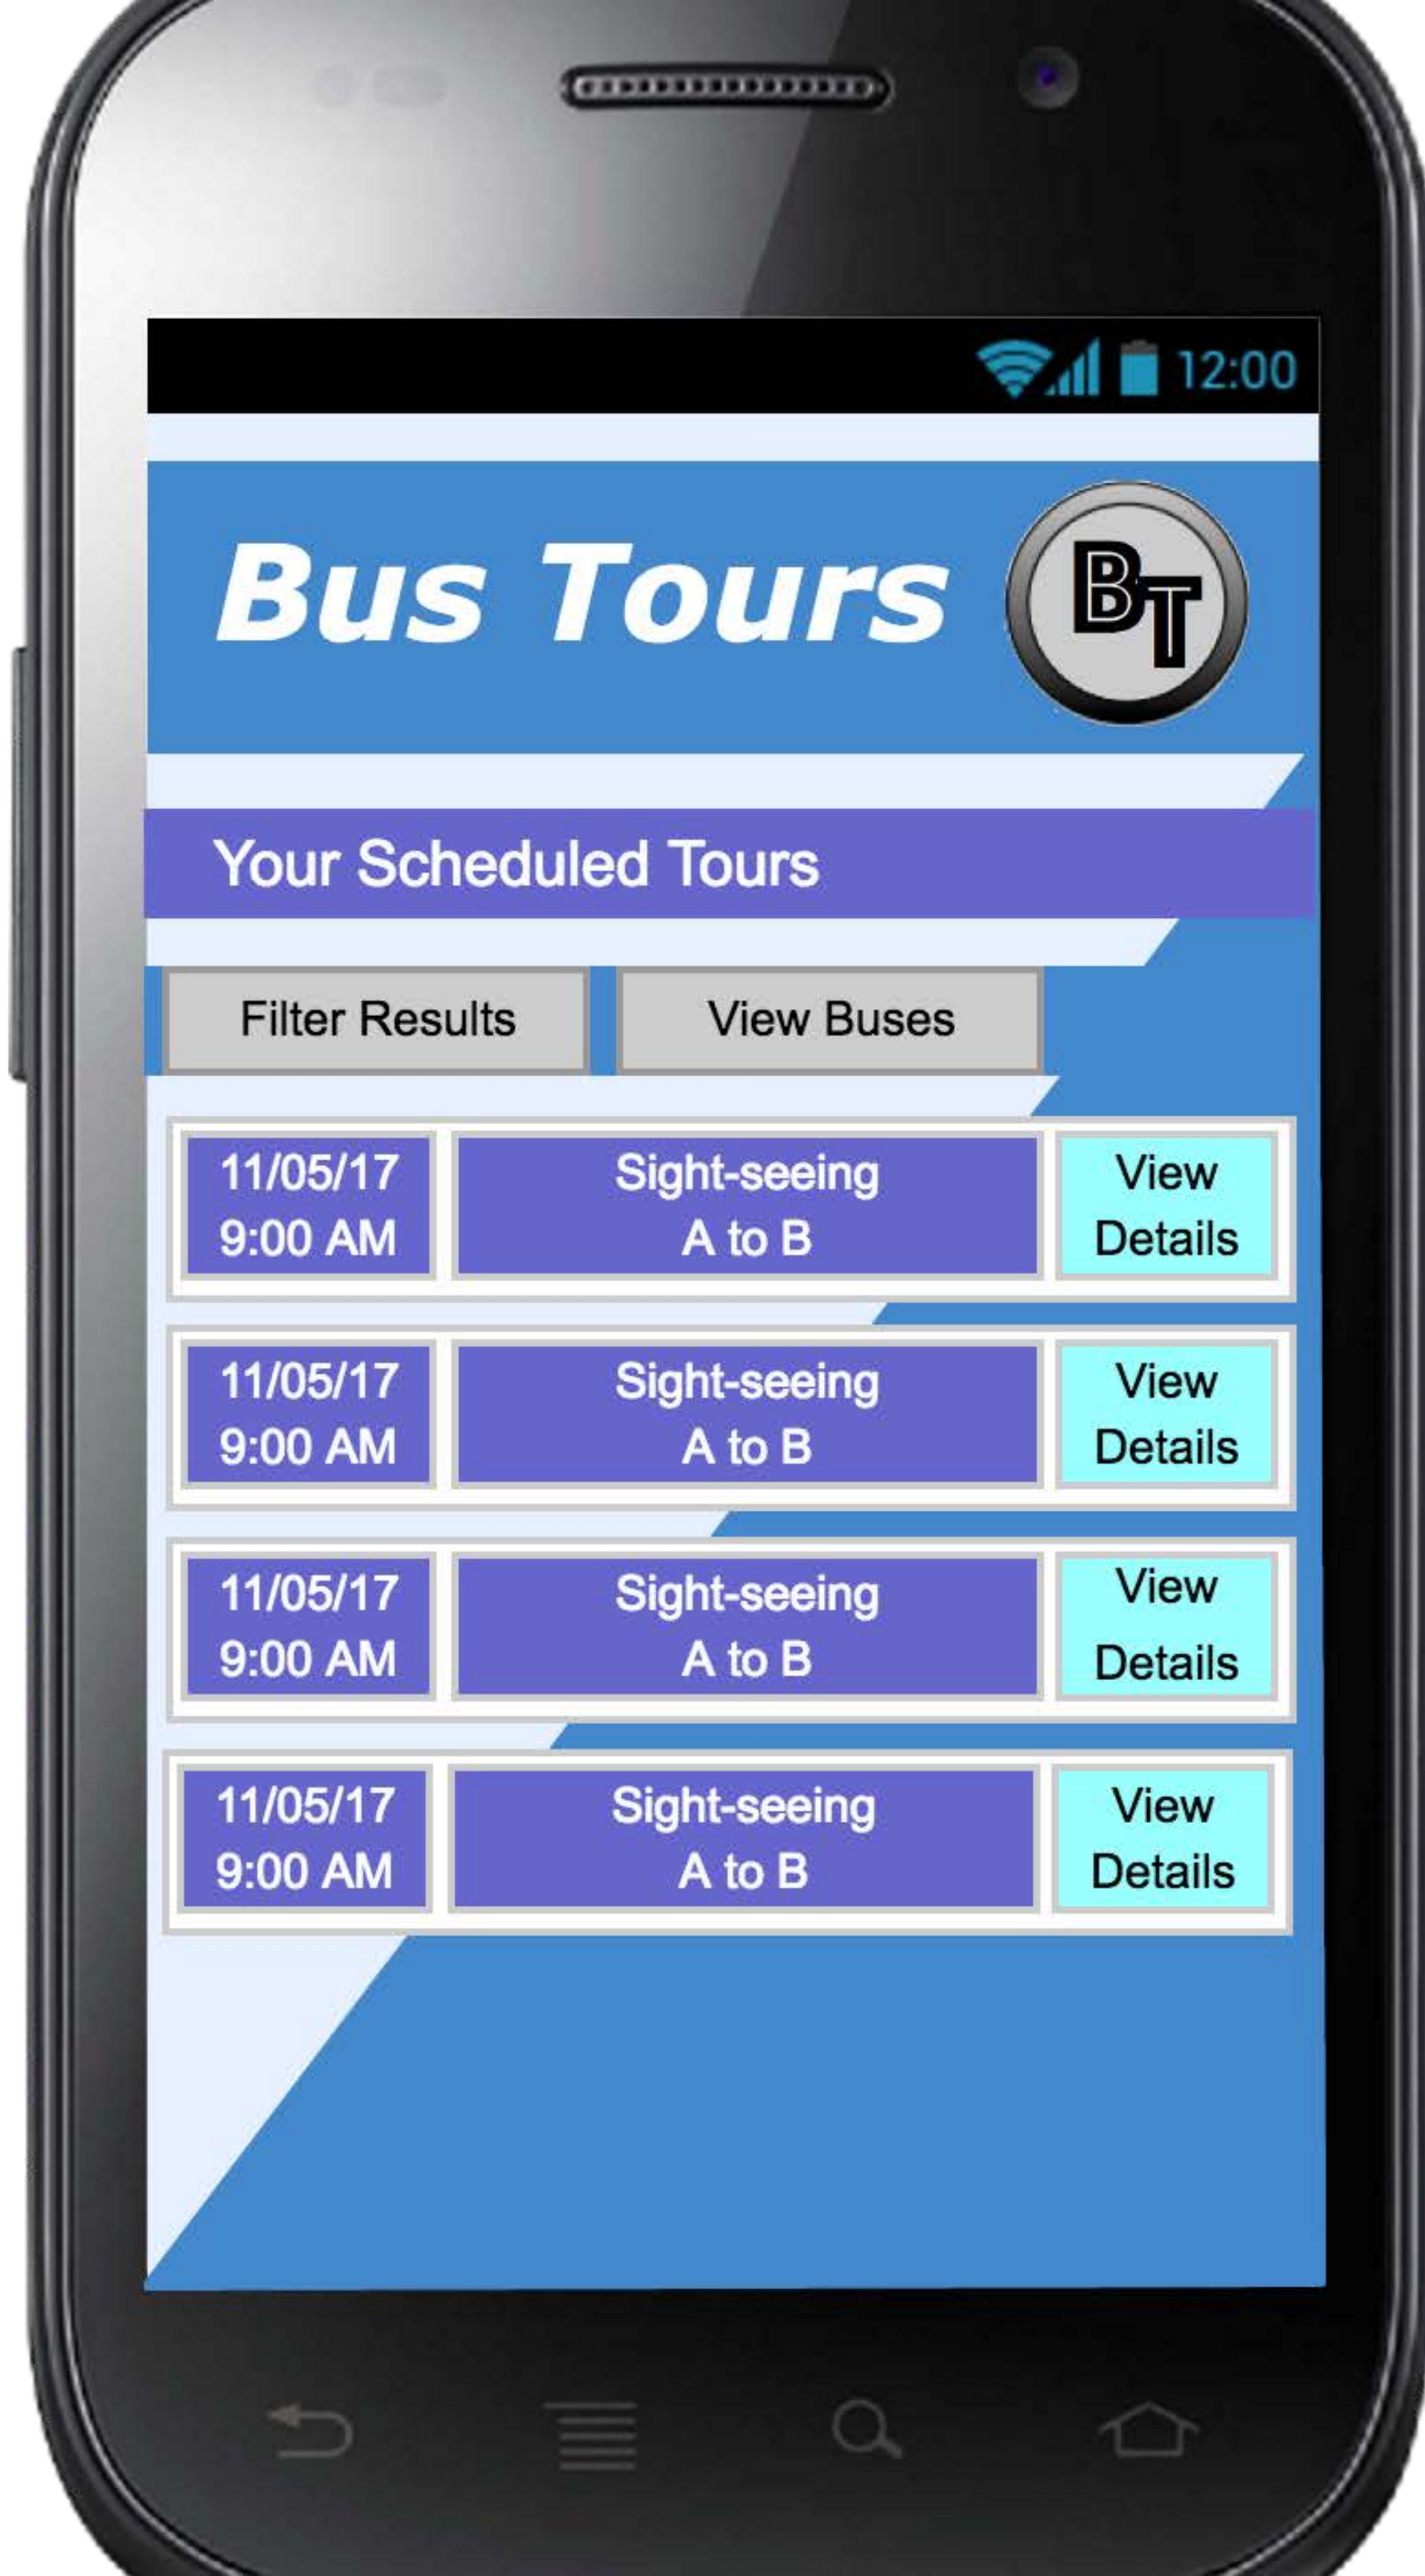 12:00
Bus Tours
BT
Your Scheduled Tours
Filter Results
View Buses
11/05/17
9:00 AM
Sight-seeing
A to B
View
Details
11/05/17
9:00 AM
Sight-seeing
A to B
View
Details
11/05/17
9:00 AM
Sight-seeing
A to B
View
Details
11/05/17
9:00 AM
Sight-seeing
A to B
View
Details